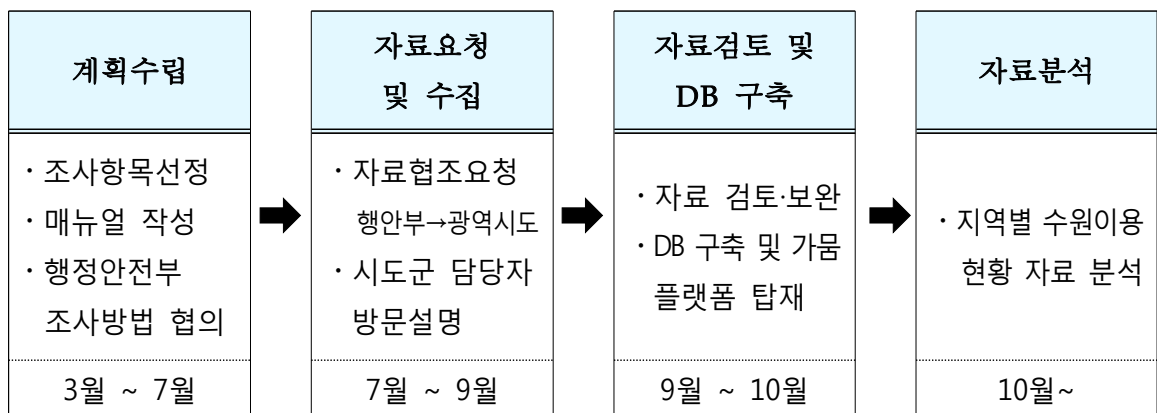 계획수립
・조사항목선정
・매뉴얼 작성
・행정안전부
조사방법 협의
3월 ~ 7월
자료요청
및 수집
・자료협조요청
행안부→광역시도
・시도군 담당자
방문설명
7월 ~ 9월
자료검토 및
DB 구축
・자료 검토·보완
・DB 구축 및 가뭄
플랫폼 탑재
9월 ~ 10월
자료분석
・지역별 수원이용
현황 자료 분석
10월~